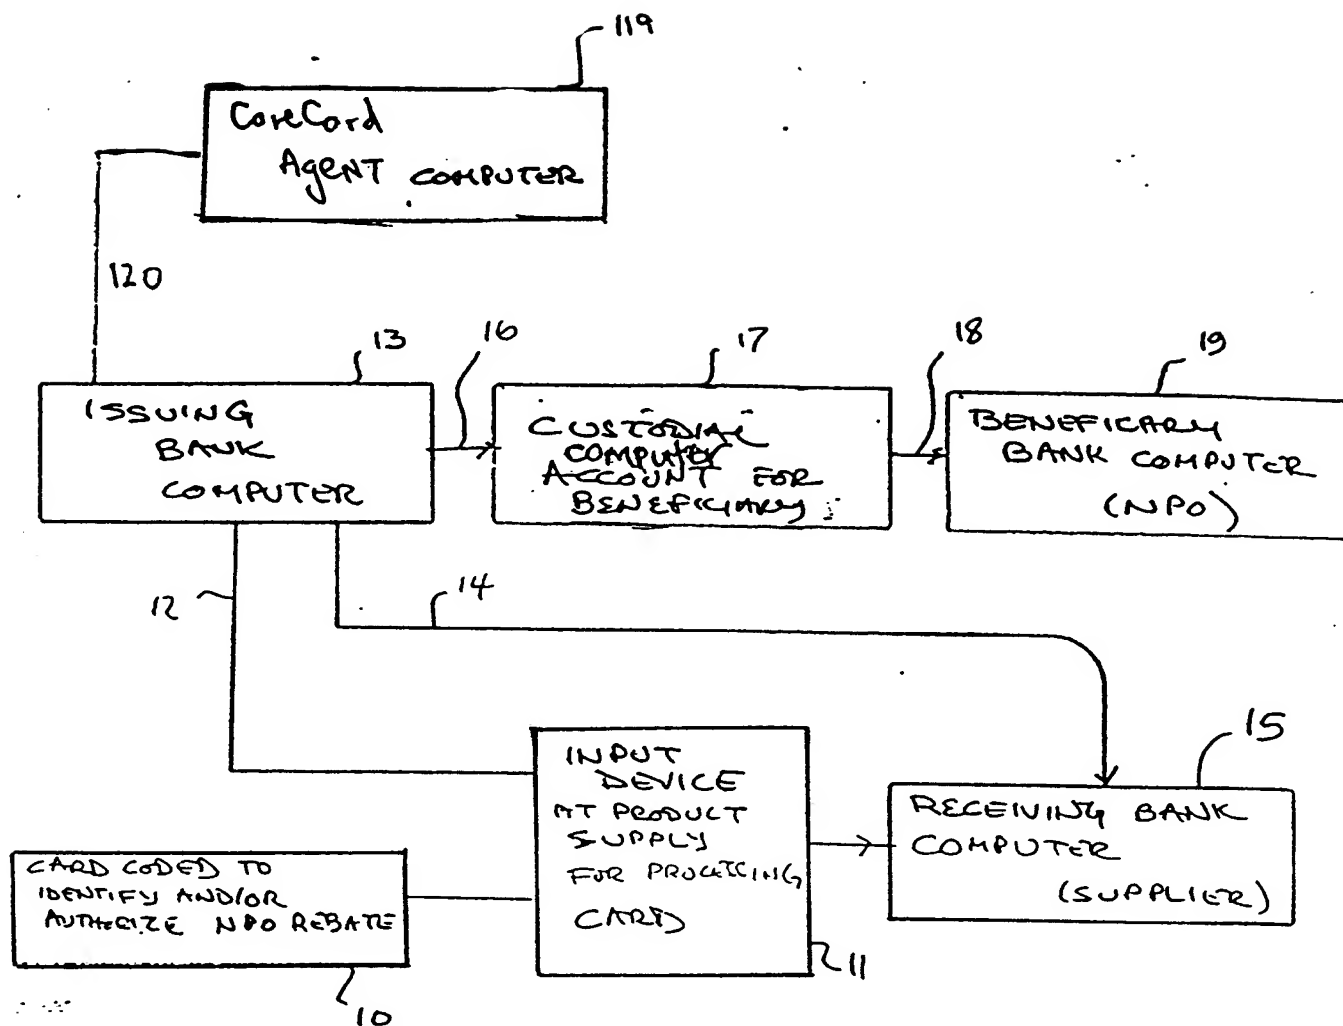 119
CareCard
AgENT COMPUTER
120
13
16
17
18
19
ISSUING
BANK
COMPUTER
CUSTODIAL
COMPUTER
ACCOUNT FOR
BENEFICIARY
BENEFICARY
BANK COMPUTER
(NPO)
12
14
15
INPUT
DEVICE
AT PRODUCT
SUPPLY
FOR PROCESSING
CARD
11
RECEIVING BANK
COMPUTER
(SUPPLIER)
CARD CODED TO
IDENTIFY AND/OR
AUTHORIZE NPO REBATE
10